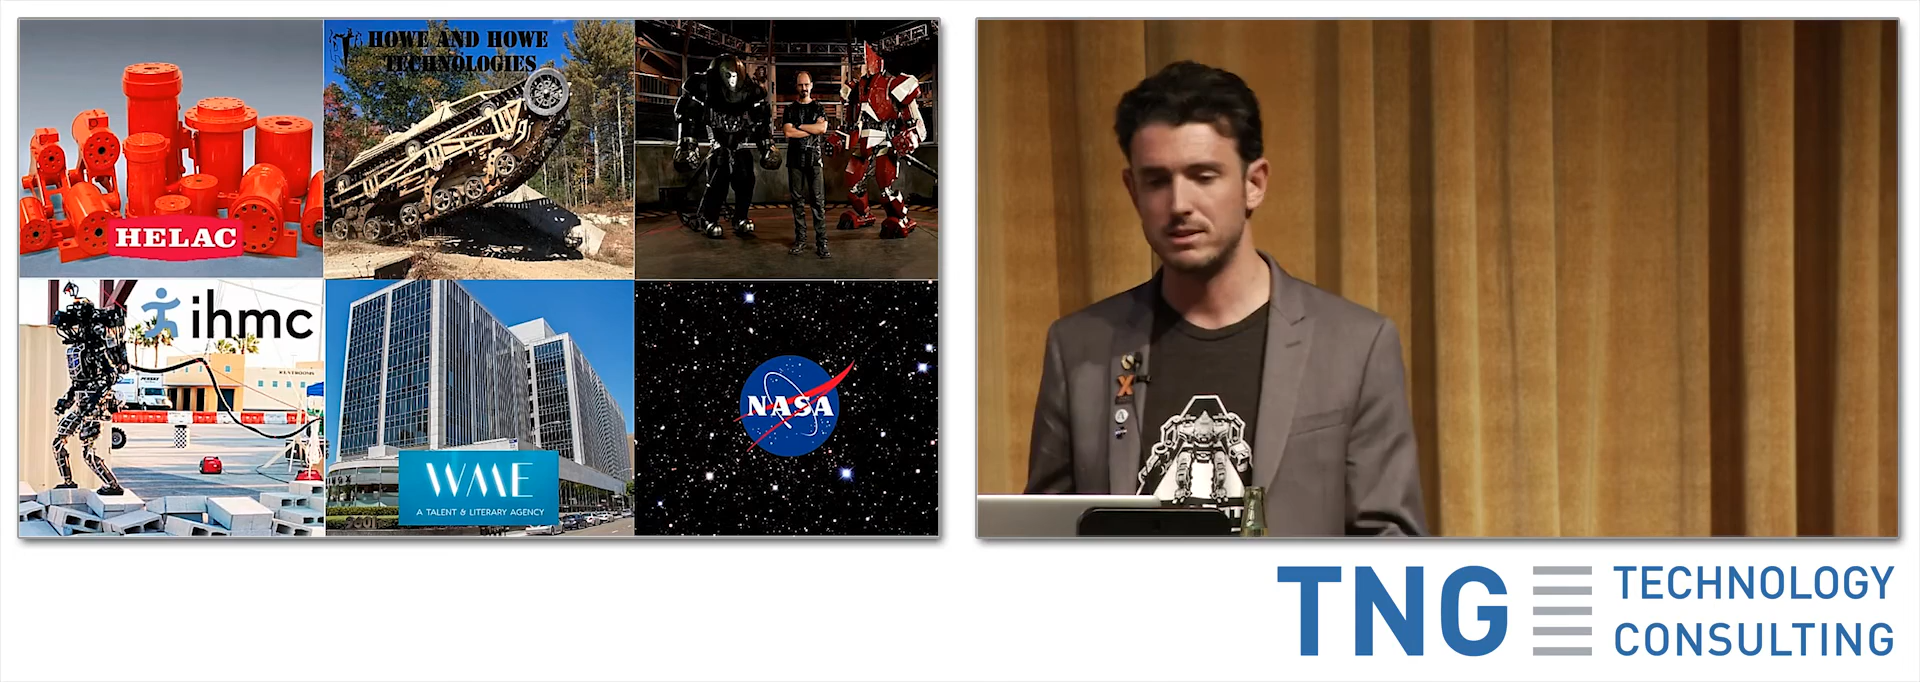 HOWE AND HOWE
TECHNOLOGIES
HELAC
ihmc
WME
A TALENT & LITERARY AGENCY
NASA
TNG TECHNOLOGY
CONSULTING